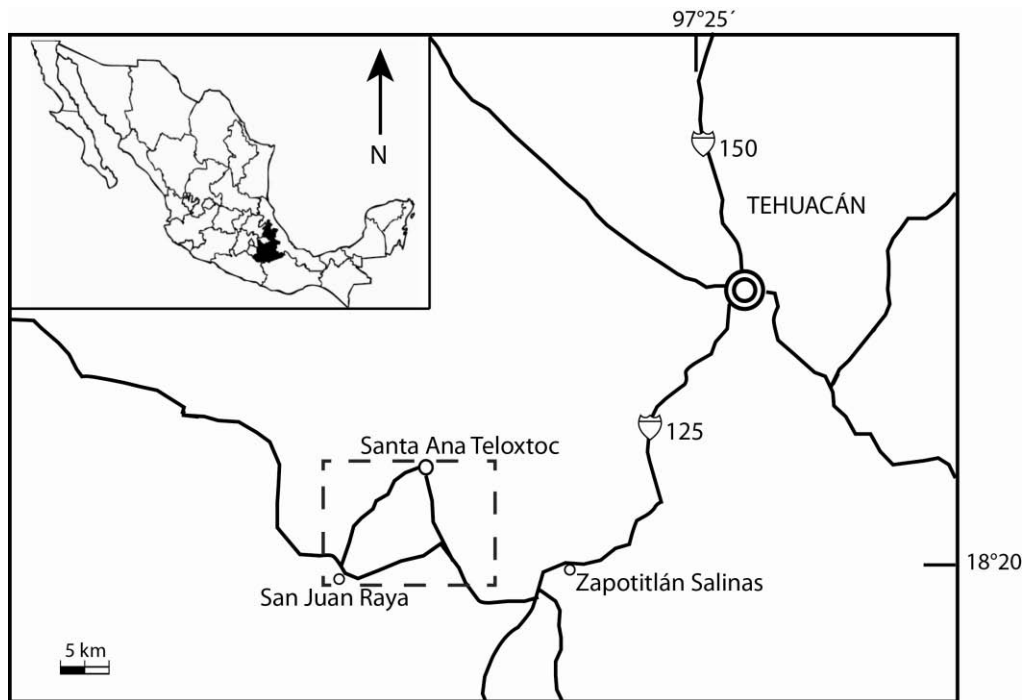 97°25´
N
150
TEHUACÁN
125
Santa Ana Teloxtoc
18°20
Zapotitlán Salinas
San Juan Raya
5 km